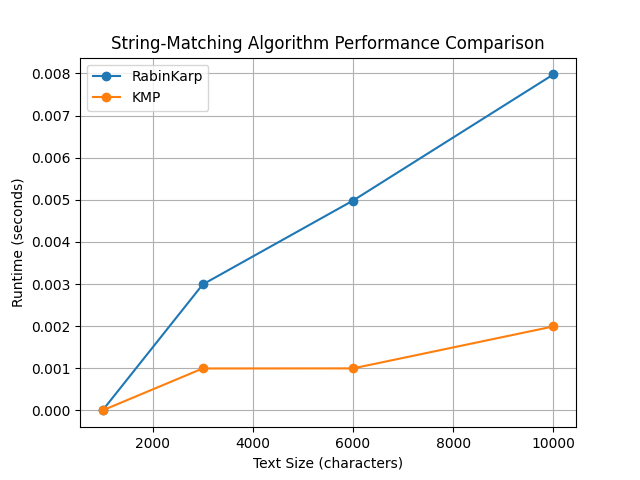 String-Matching Algorithm Performance Comparison
RabinKarp
KMP
0.008
0.007
0.006
0.005
0.004
0.003
0.002
0.001
0.000
Runtime (seconds)
2000 4000 6000 8000 10000
Text Size (characters)